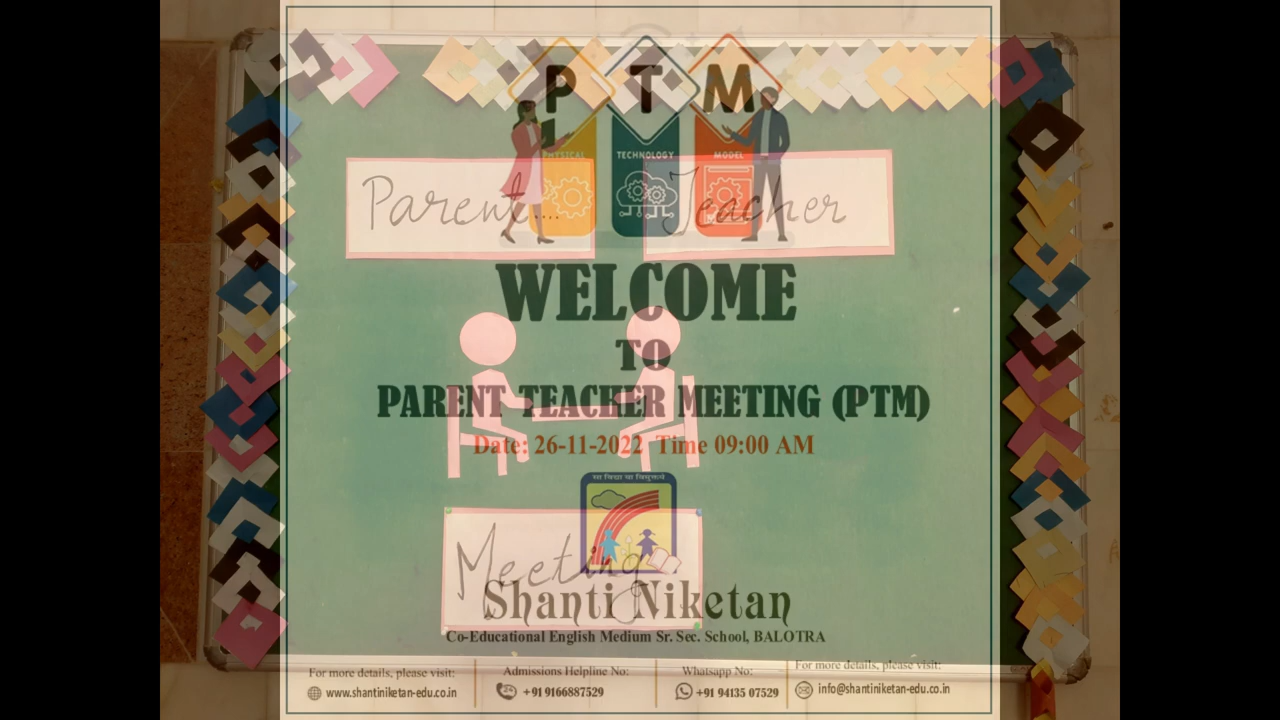 P T M
PHYSICAL TECHNOLOGY MODEL
Parent.... Teacher
WELCOME
TO
PARENT TEACHER MEETING (PTM)
Date: 26-11-2022 Time 09:00 AM
सा विद्या या विमुक्तये
Meeting
Shanti Niketan
Co-Educational English Medium Sr. Sec. School, BALOTRA
For more details, please visit: Admissions Helpline No: Whatsapp No: For more details, please visit:
www.shantiniketan-edu.co.in +91 9166887529 +91 94135 07529 info@shantiniketan-edu.co.in